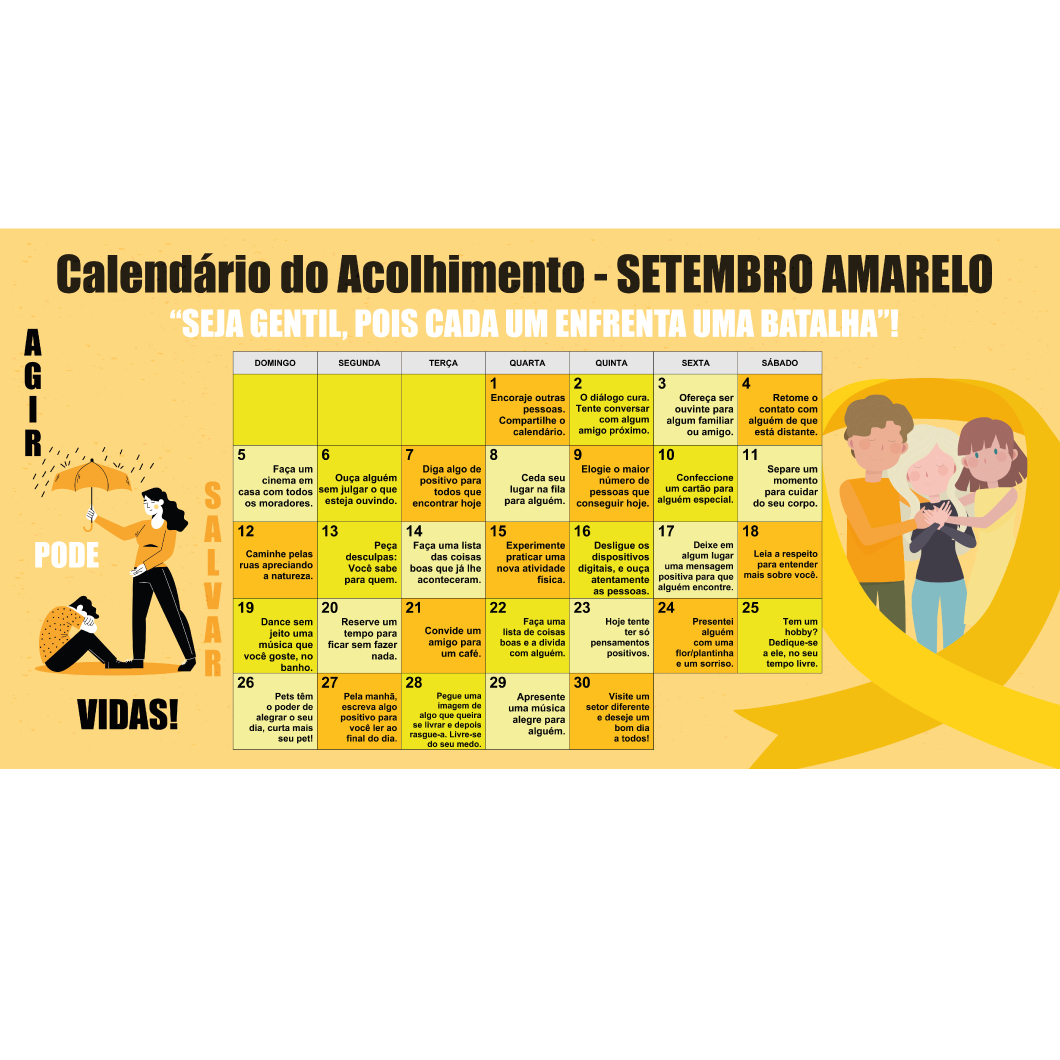 Calendário do Acolhimento - SETEMBRO AMARELO
“SEJA GENTIL, POIS CADA UM ENFRENTA UMA BATALHA”!
A
G
I
R
PODE
S
A
L
V
A
R
VIDAS!
DOMINGO SEGUNDA TERÇA QUARTA QUINTA SEXTA SÁBADO
1
Encoraje outras
pessoas.
Compartilhe o
calendário.
2
O diálogo cura.
Tente conversar
com algum
amigo próximo.
3
Ofereça ser
ouvinte para
algum familiar
ou amigo.
4
Retome o
contato com
alguém de que
está distante.
5
Faça um
cinema em
casa com todos
os moradores.
6
Ouça alguém
sem julgar o que
esteja ouvindo.
7
Diga algo de
positivo para
todos que
encontrar hoje
8
Ceda seu
lugar na fila
para alguém.
9
Elogie o maior
número de
pessoas que
conseguir hoje.
10
Confeccione
um cartão para
alguém especial.
11
Separe um
momento
para cuidar
do seu corpo.
12
Caminhe pelas
ruas apreciando
a natureza.
13
Peça
desculpas:
Você sabe
para quem.
14
Faça uma lista
das coisas
boas que já lhe
aconteceram.
15
Experimente
praticar uma
nova atividade
física.
16
Desligue os
dispositivos
digitais, e ouça
atentamente
as pessoas.
17
Deixe em
algum lugar
uma mensagem
positiva para que
alguém encontre.
18
Leia a respeito
para entender
mais sobre você.
19
Dance sem
jeito uma
música que
você goste, no
banho.
20
Reserve um
tempo para
ficar sem fazer
nada.
21
Convide um
amigo para
um café.
22
Faça uma
lista de coisas
boas e a divida
com alguém.
23
Hoje tente
ter só
pensamentos
positivos.
24
Presentei
alguém
com uma
flor/plantinha
e um sorriso.
25
Tem um
hobby?
Dedique-se
a ele, no seu
tempo livre.
26
Pets têm
o poder de
alegrar o seu
dia, curta mais
seu pet!
27
Pela manhã,
escreva algo
positivo para
você ler ao
final do dia.
28
Pegue uma
imagem de
algo que queira
se livrar e depois
rasgue-a. Livre-se
do seu medo.
29
Apresente
uma música
alegre para
alguém.
30
Visite um
setor diferente
e deseje um
bom dia
a todos!